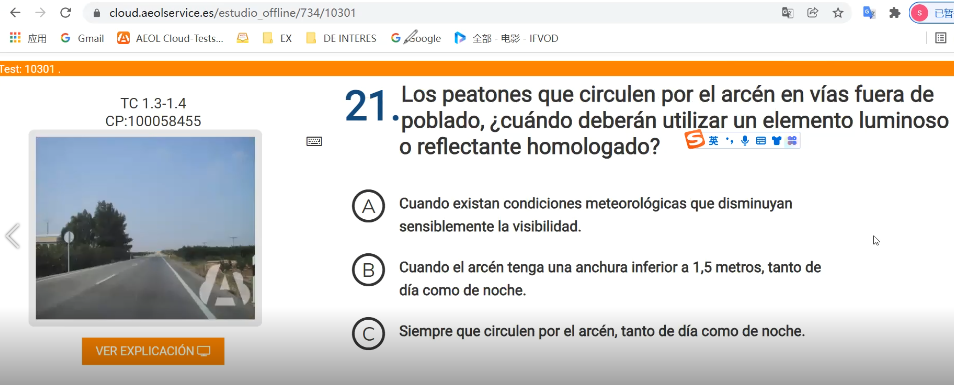 cloud.aeolservice.es/estudio_offline/734/10301
已暂
应用 Gmail AEOL Cloud-Tests... EX DE INTERES Google 全部 - 电影 - IFVOD
Test: 10301 .
TC 1.3-1.4
CP:100058455
21. Los peatones que circulen por el arcén en vías fuera de
poblado, ¿cuándo deberán utilizar un elemento luminoso
o reflectante homologado?
英
A Cuando existan condiciones meteorológicas que disminuyan
sensiblemente la visibilidad.
B Cuando el arcén tenga una anchura inferior a 1,5 metros, tanto de
día como de noche.
C Siempre que circulen por el arcén, tanto de día como de noche.
VER EXPLICACIÓN